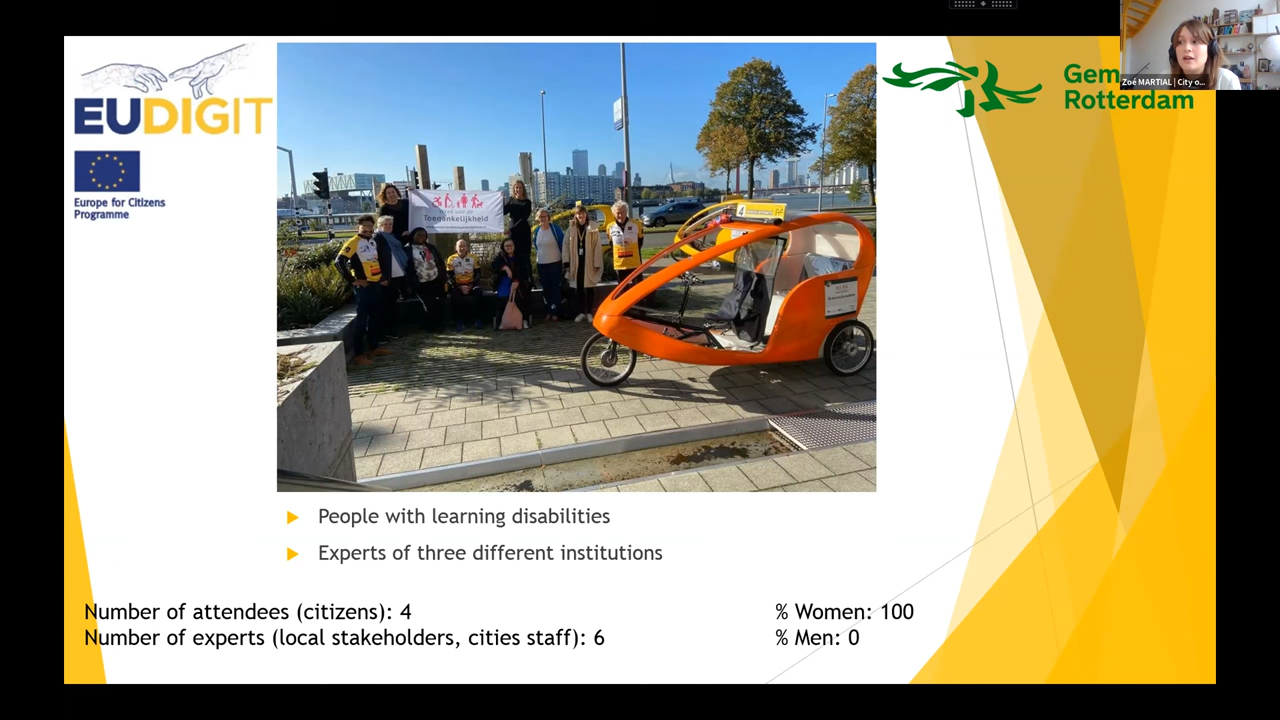 EUDIGIT
Europe for Citizens
Programme
Gem
Rotterdam
Zoé MARTIAL | City o...
Toegankelijkheid
4
People with learning disabilities
Experts of three different institutions
Number of attendees (citizens): 4
Number of experts (local stakeholders, cities staff): 6
% Women: 100
% Men: 0